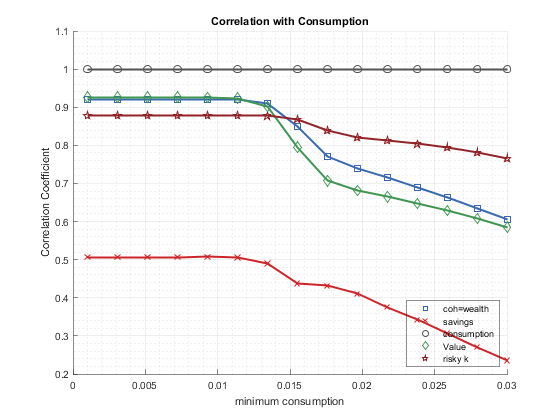 Correlation with Consumption
1.1
1
0.9
0.8
0.7
0.6
0.5
0.4
0.3
0.2
Correlation Coefficient
0
0.005
0.01
0.015
0.02
0.025
0.03
minimum consumption
coh=wealth
savings
consumption
Value
risky k